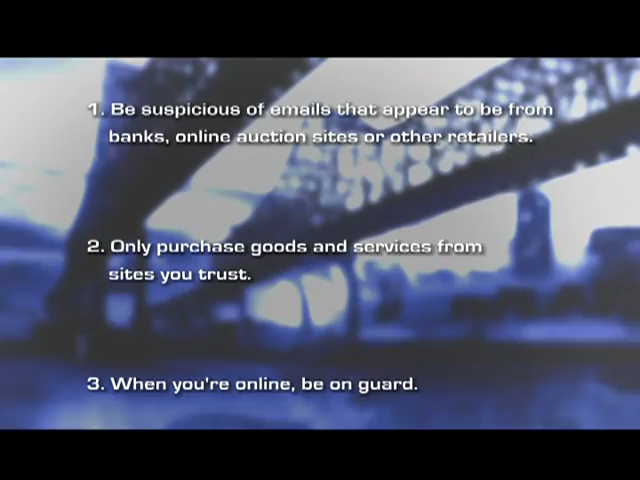 1. Be suspicious of emails that appear to be from
banks, online auction sites or other retailers.
2. Only purchase goods and services from
sites you trust.
3. When you're online, be on guard.